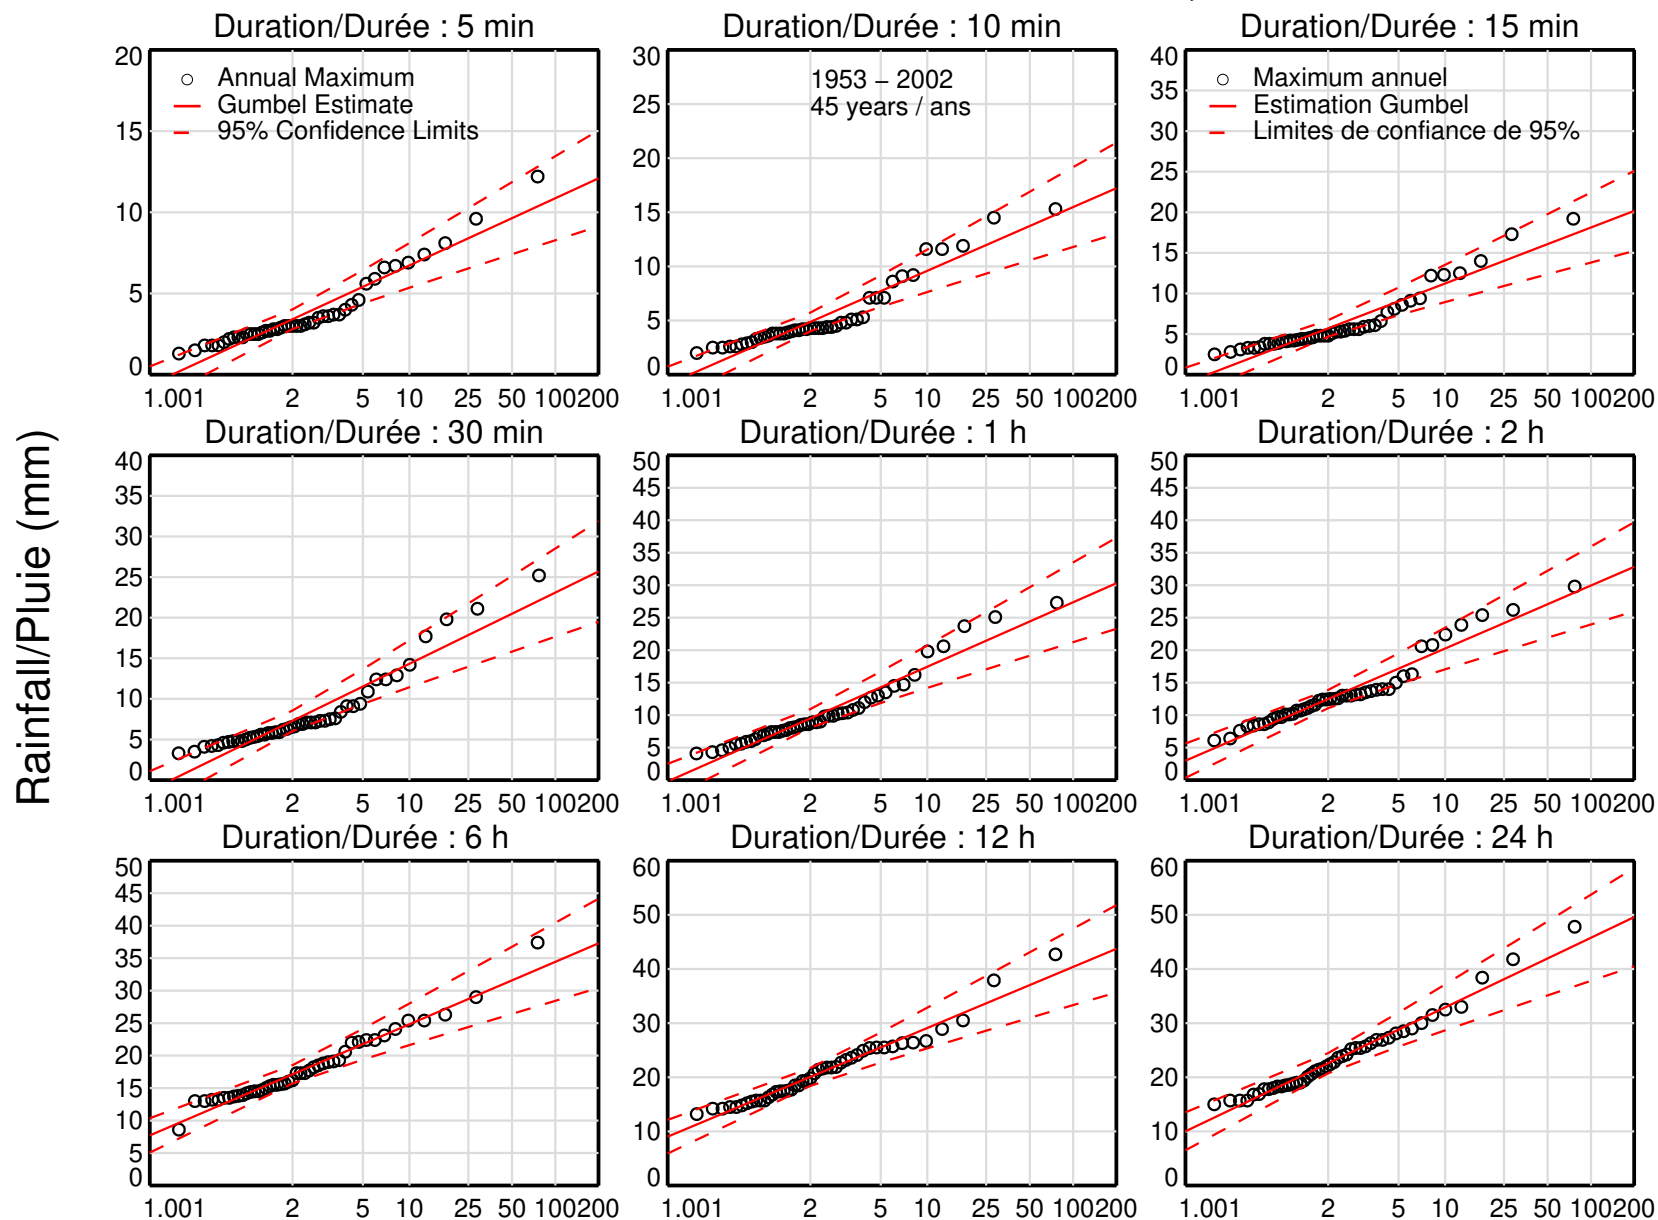 Duration/Durée : 5 min
20
15
10
5
0
Annual Maximum
Gumbel Estimate
95% Confidence Limits
1.001 2 5 10 25 50 100200
Duration/Durée : 10 min
30
25
20
15
10
5
0
1953 – 2002
45 years / ans
1.001 2 5 10 25 50 100200
Duration/Durée : 15 min
40
35
30
25
20
15
10
5
0
Maximum annuel
Estimation Gumbel
Limites de confiance de 95%
1.001 2 5 10 25 50 100200
Rainfall/Pluie (mm)
Duration/Durée : 30 min
40
35
30
25
20
15
10
5
0
1.001 2 5 10 25 50 100200
Duration/Durée : 1 h
50
45
40
35
30
25
20
15
10
5
0
1.001 2 5 10 25 50 100200
Duration/Durée : 2 h
50
45
40
35
30
25
20
15
10
5
0
1.001 2 5 10 25 50 100200
Duration/Durée : 6 h
50
45
40
35
30
25
20
15
10
5
0
1.001 2 5 10 25 50 100200
Duration/Durée : 12 h
60
50
40
30
20
10
0
1.001 2 5 10 25 50 100200
Duration/Durée : 24 h
60
50
40
30
20
10
0
1.001 2 5 10 25 50 100200